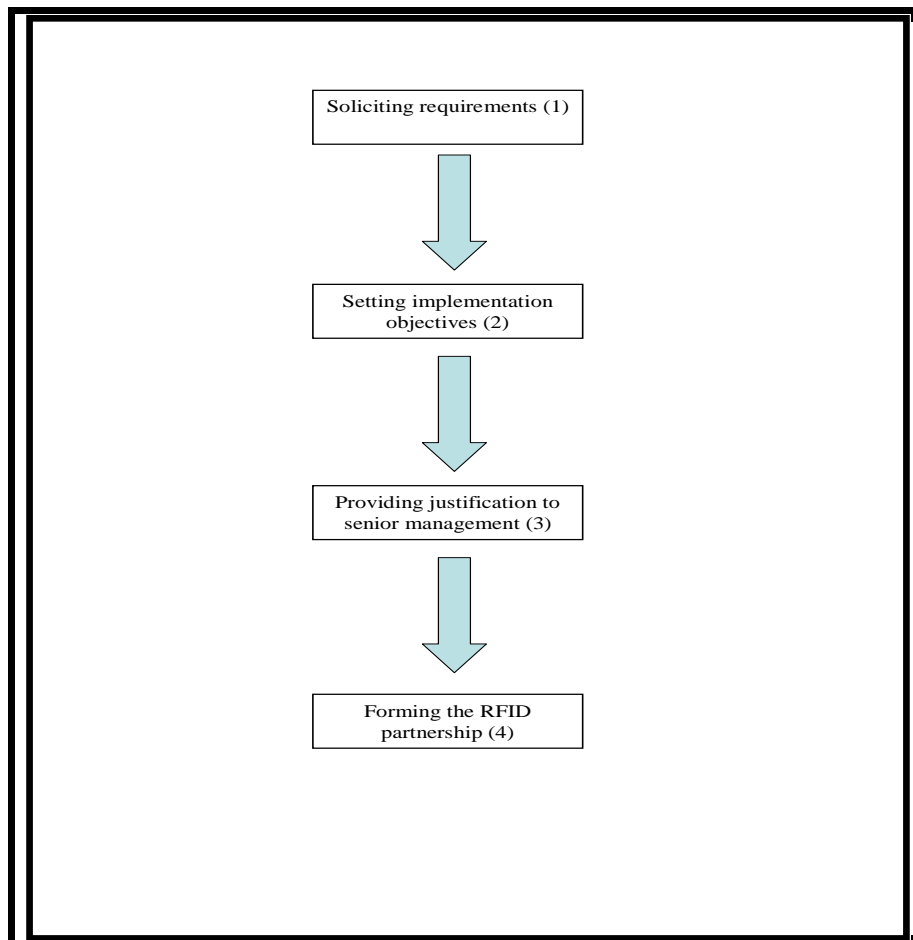 Soliciting requirements (1)
Setting implementation
objectives (2)
Providing justification to
senior management (3)
Forming the RFID
partnership (4)